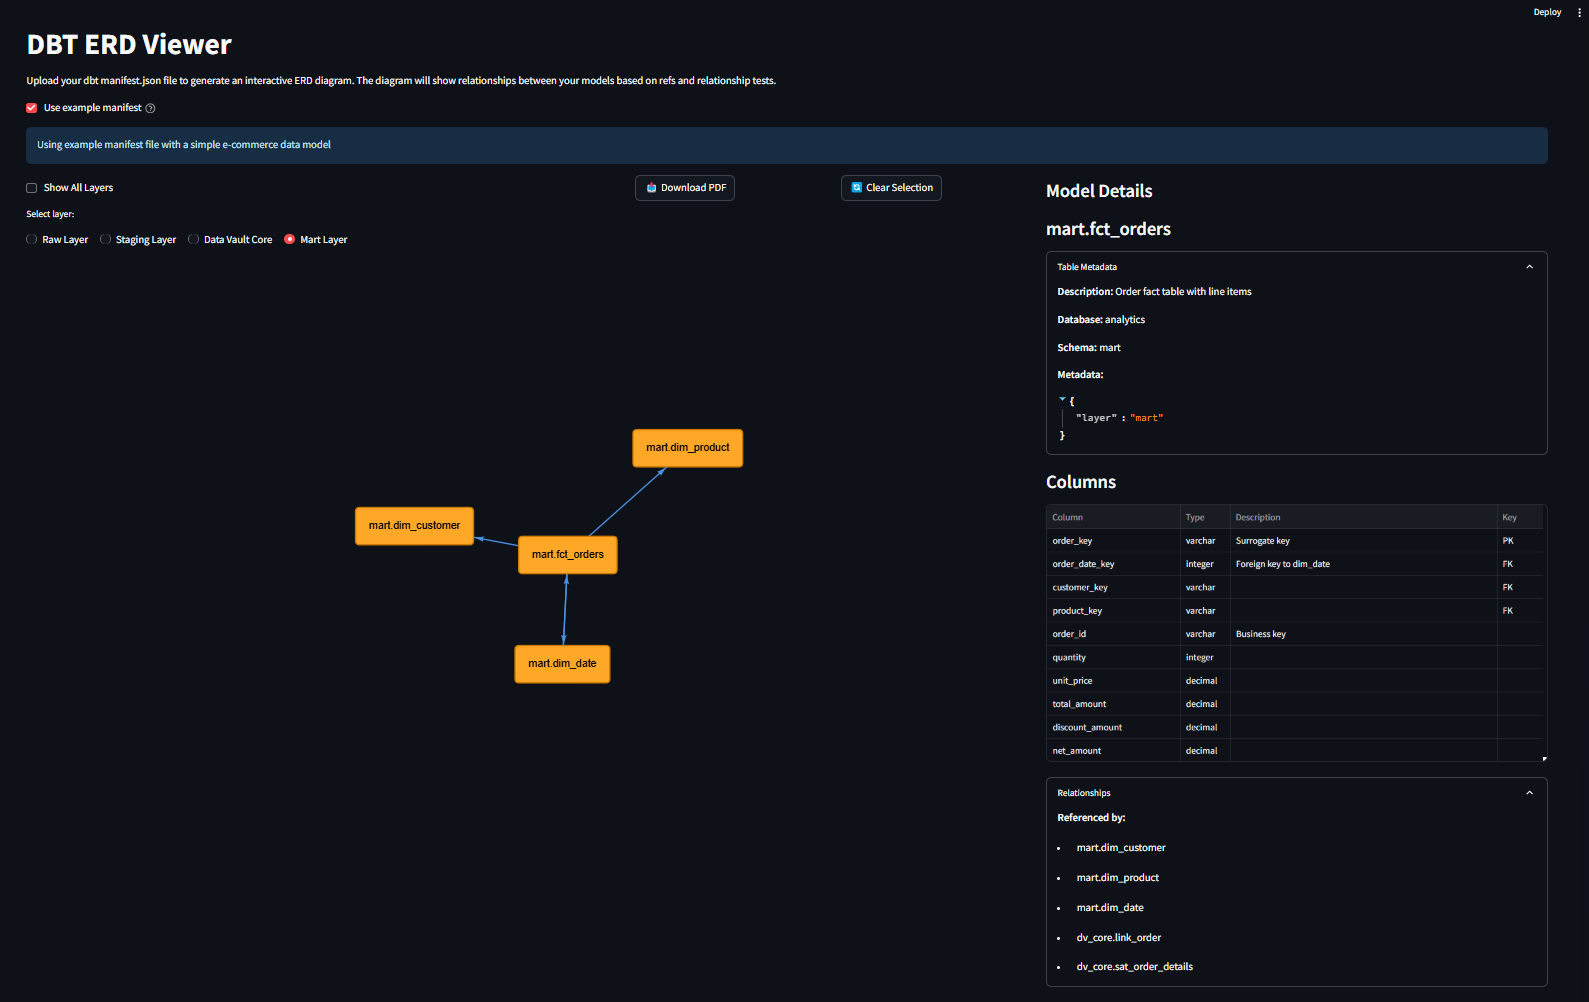 Deploy
DBT ERD Viewer
Upload your dbt manifest.json file to generate an interactive ERD diagram. The diagram will show relationships between your models based on refs and relationship tests.
Use example manifest
Using example manifest file with a simple e-commerce data model
Show All Layers
Download PDF
Clear Selection
Select layer:
Raw Layer Staging Layer Data Vault Core Mart Layer
mart.dim_product
mart.dim_customer
mart.fct_orders
mart.dim_date
Model Details
mart.fct_orders
Table Metadata
Description: Order fact table with line items
Database: analytics
Schema: mart
Metadata:
{
"layer" : "mart"
}
Columns
Column Type Description Key
order_key varchar Surrogate key PK
order_date_key integer Foreign key to dim_date FK
customer_key varchar FK
product_key varchar FK
order_id varchar Business key
quantity integer
unit_price decimal
total_amount decimal
discount_amount decimal
net_amount decimal
Relationships
Referenced by:
• mart.dim_customer
• mart.dim_product
• mart.dim_date
• dv_core.link_order
• dv_core.sat_order_details